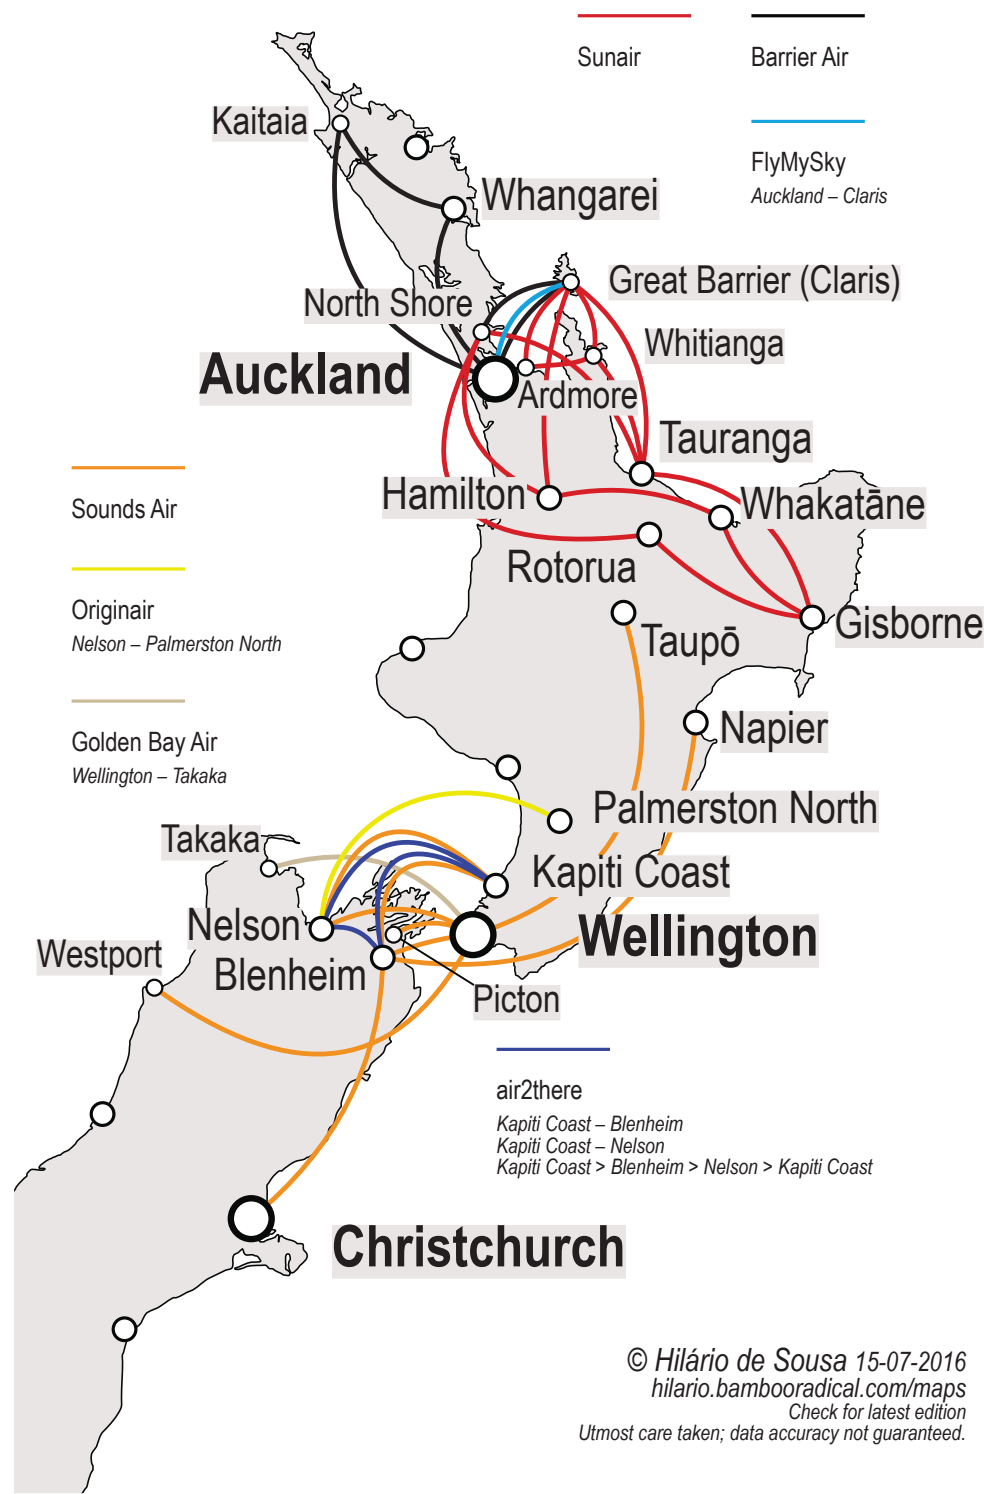 Sunair
Barrier Air
Kaitaia
FlyMySky
Auckland – Claris
Whangarei
Great Barrier (Claris)
North Shore
Whitianga
Auckland
Ardmore
Tauranga
Sounds Air
Hamilton
Whakatāne
Rotorua
Originair
Nelson – Palmerston North
Gisborne
Taupō
Golden Bay Air
Wellington – Takaka
Napier
Palmerston North
Takaka
Kapiti Coast
Nelson
Wellington
Westport
Blenheim
Picton
air2there
Kapiti Coast – Blenheim
Kapiti Coast – Nelson
Kapiti Coast > Blenheim > Nelson > Kapiti Coast
Christchurch
© Hilário de Sousa 15-07-2016
hilario.bambooradical.com/maps
Check for latest edition
Utmost care taken; data accuracy not guaranteed.